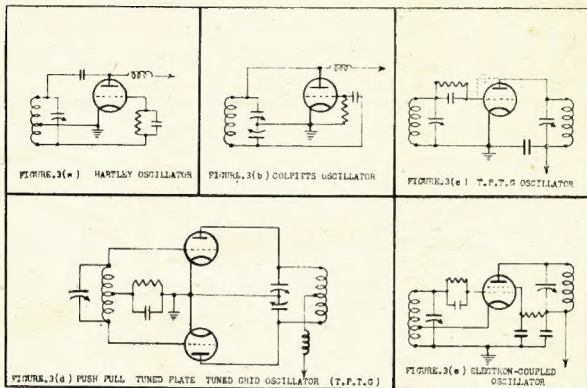 FIGURE.3(a) HARTLEY OSCILLATOR
FIGURE.3(b) COLPITTS OSCILLATOR
FIGURE.3(c) T.P.T.G OSCILLATOR
FIGURE.3(d) PUSH PULL TUNED PLATE TUNED GRID OSCILLATOR (T.P.T.G)
FIGURE.3(e) ELECTRON-COUPLED
OSCILLATOR